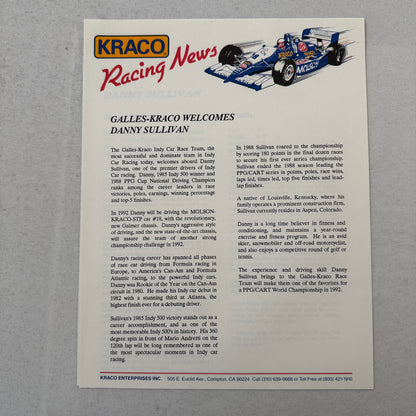 KRACO
Racing News
KRACO
MOLSON
GALLES-KRACO WELCOMES
DANNY SULLIVAN
The Galles-Kraco Indy Car Race Team, the
most successful and dominate team in Indy
Car Racing today, welcomes aboard Danny
Sullivan, one of the premier drivers of Indy
Car racing. Danny, 1985 Indy 500 winner and
1988 PPG Cup National Driving Champion
ranks among the career leaders in race
victories, poles, earnings, winning percentage
and top-5 finishes.
In 1992 Danny will be driving the MOLSON-
KRACO-STP car #18, with the revolutionary,
new Galmer chassis. Danny's aggressive style
of driving, and the new state-of-the-art chassis,
will assure the team of another strong
championship challenge in 1992.
Danny's racing career has spanned all phases
of race car driving from Formula racing in
Europe, to America's Can-Am and Formula
Atlantic racing, to the powerful Indy cars.
Danny was Rookie of the Year on the Can-Am
circuit in 1980. He made his Indy car debut in
1982 with a stunning third at Atlanta, the
highest finish ever for a debuting driver.
Sullivan's 1985 Indy 500 victory stands out as a
career accomplishment, and as one of the
most memorable Indy 500's in history. His 360
degree spin in front of Mario Andretti on the
120th lap will be long remembered as one of
the most spectacular moments in Indy car
racing.
In 1988 Sullivan roared to the championship
by scoring 180 points in the final dozen races
to secure his first ever series championship.
Sullivan ended the 1988 season leading the
PPG/CART series in points, poles, race wins,
laps led, times led, top five finishes and lead-
lap finishes.
A native of Louisville, Kentucky, where his
family operates a prominent construction firm,
Sullivan currently resides in Aspen, Colorado.
Danny is a long time believer in fitness and
conditioning, and maintains a year-round
exercise and fitness program. He is an avid
skier, snowmobiler and off-road motorcyclist,
and also enjoys a competitive round of golf or
tennis.
The experience and driving skill Danny
Sullivan brings to the Galles-Kraco Race
Team will make them one of the favorites for
a PPG/CART World Championship in 1992.
KRACO ENTERPRISES INC. 505 E. Euclid Ave., Compton, CA 90224 Call (310) 639-0666 or Toll Free at (800) 421-1910